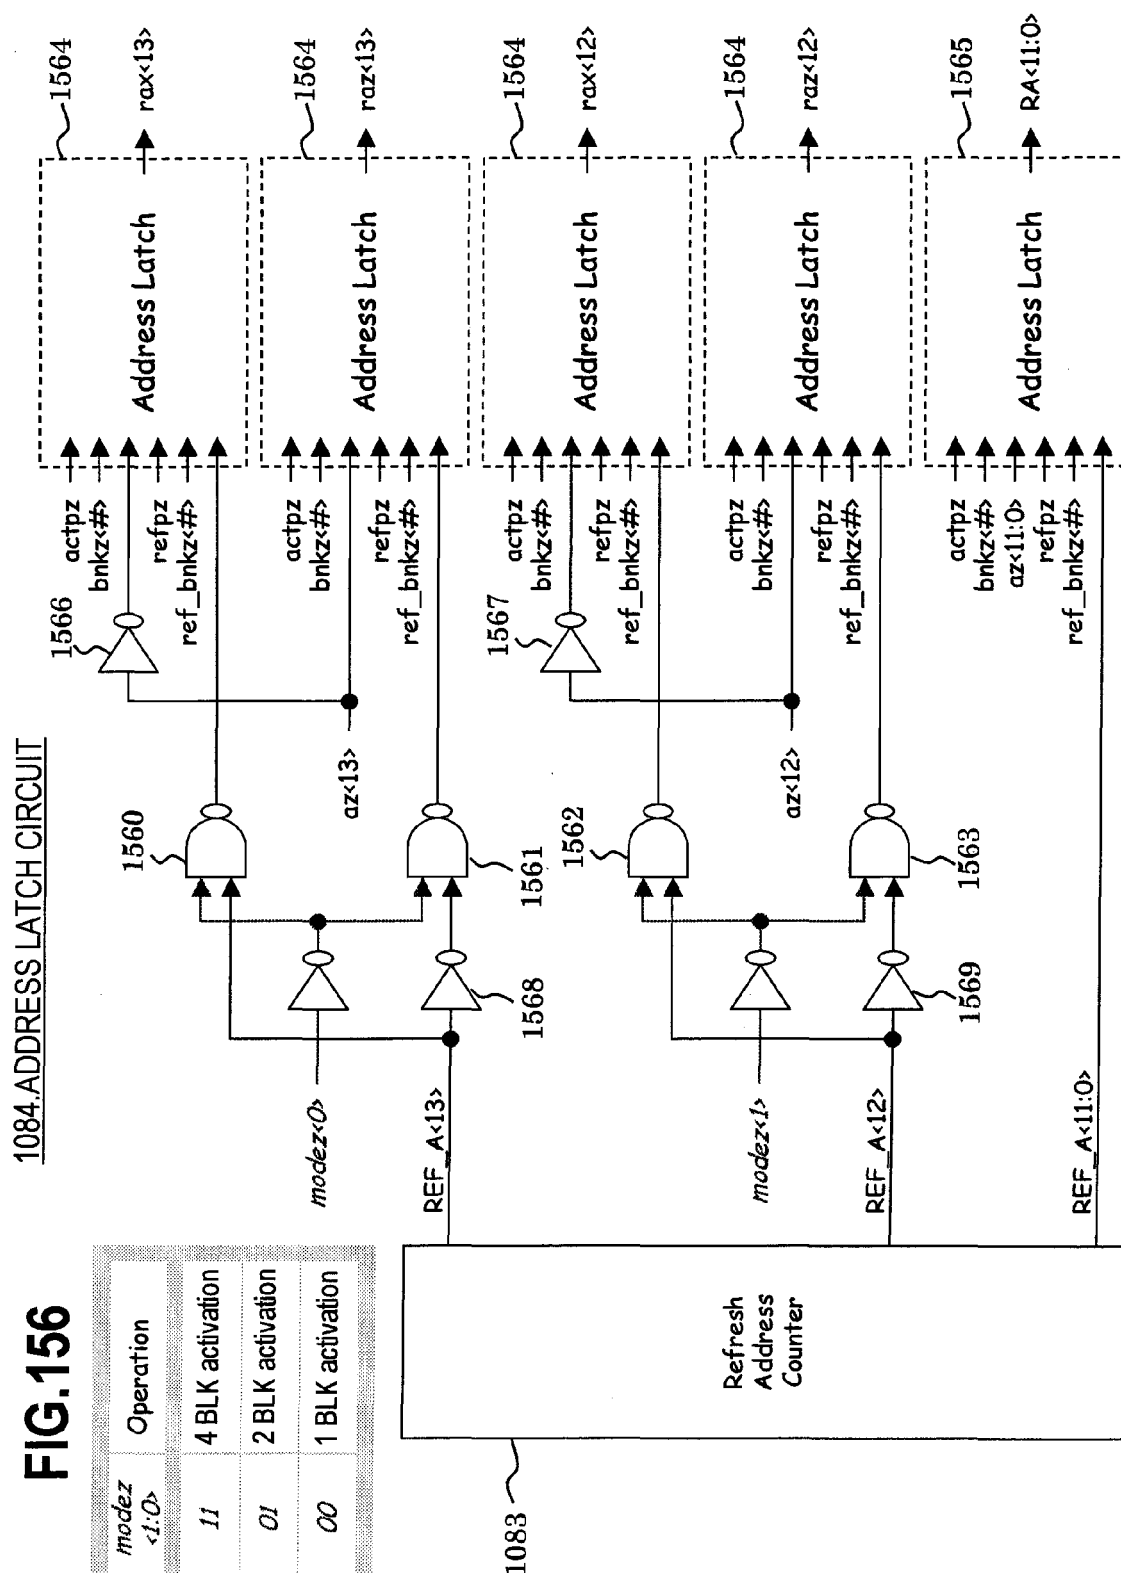 FIG.156
1084.ADDRESS LATCH CIRCUIT
modez
<1:0>
Operation
11
4 BLK activation
01
2 BLK activation
00
1 BLK activation
1083
Refresh
Address
Counter
REF_A<13>
modez<0>
REF_A<12>
modez<1>
REF_A<11:0>
1560
1561
1568
1562
1563
1569
az<13>
az<12>
1566
1567
actpz
bnkz<#>
refpz
ref_bnkz<#>
Address Latch
1564
rax<13>
actpz
bnkz<#>
refpz
ref_bnkz<#>
Address Latch
1564
raz<13>
actpz
bnkz<#>
refpz
ref_bnkz<#>
Address Latch
1564
rax<12>
actpz
bnkz<#>
refpz
ref_bnkz<#>
Address Latch
1564
raz<12>
actpz
bnkz<#>
az<11:0>
refpz
ref_bnkz<#>
Address Latch
1565
RA<11:0>